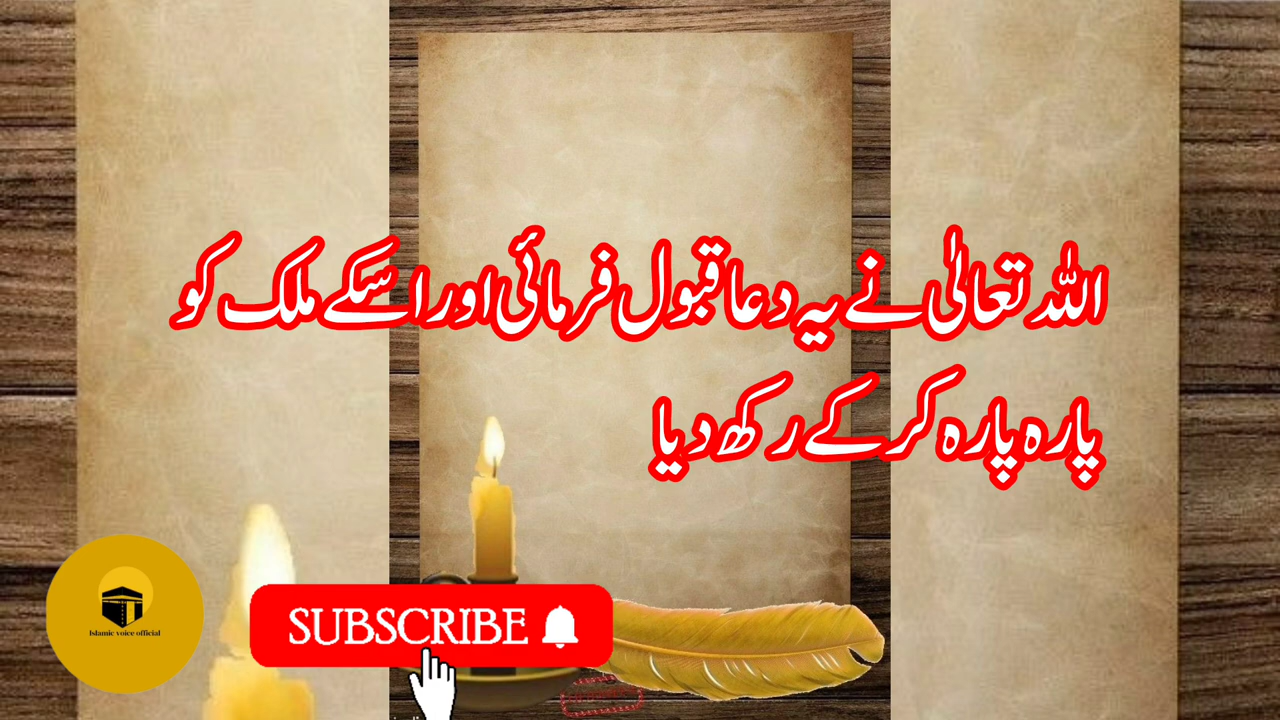 اللہ تعالٰی نے یہ دعا قبول فرمائی اور اسکے ملک کو
پارہ پارہ کر کے رکھ دیا
SUBSCRIBE
Islamic voice official